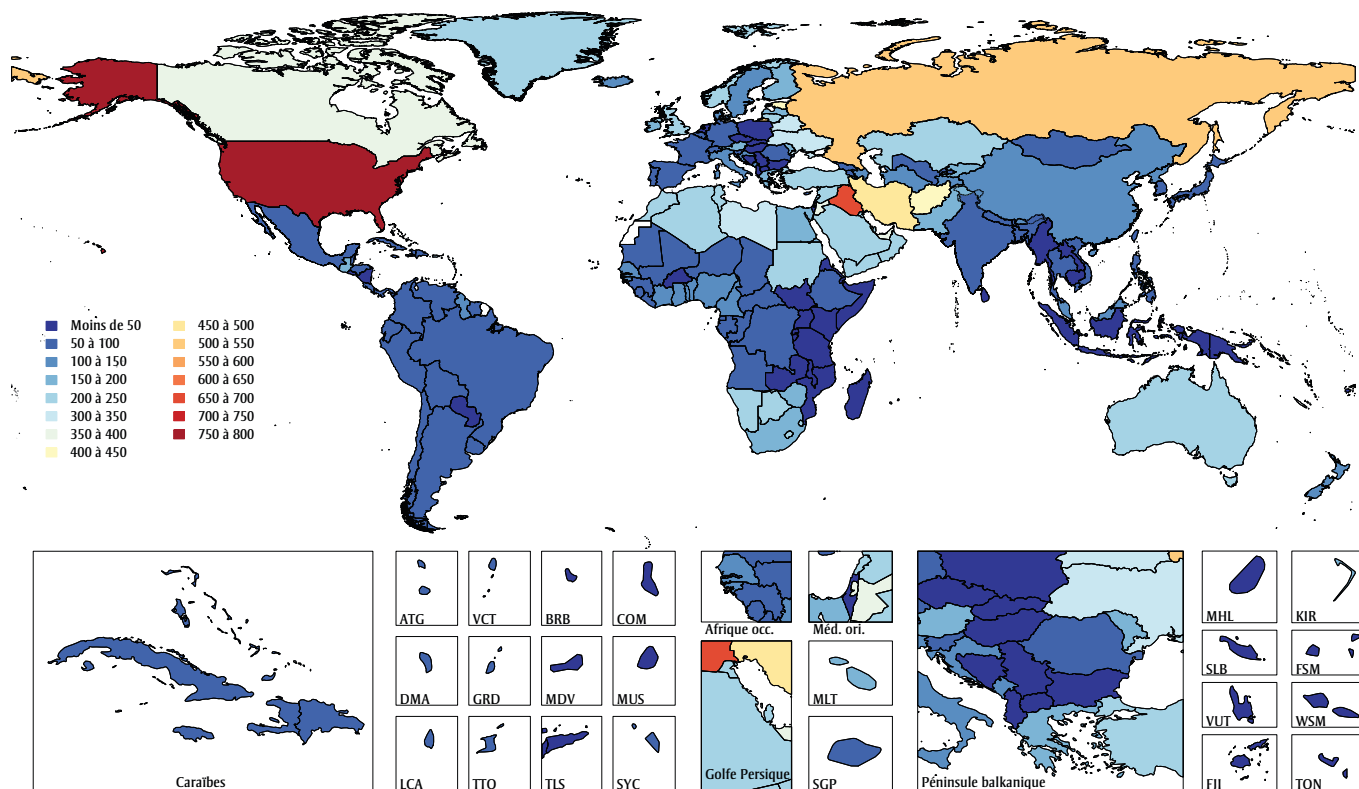 Moins de 50
50 à 100
100 à 150
150 à 200
200 à 250
300 à 350
350 à 400
400 à 450
450 à 500
500 à 550
550 à 600
600 à 650
650 à 700
700 à 750
750 à 800
Caraïbes
ATG
VCT
BRB
COM
DMA
GRD
MDV
MUS
LCA
TTO
TLS
SYC
Afrique occ.
Méd. ori.
Golfe Persique
MLT
SGP
Péninsule balkanique
MHL
KIR
SLB
FSM
VUT
WSM
FJI
TON